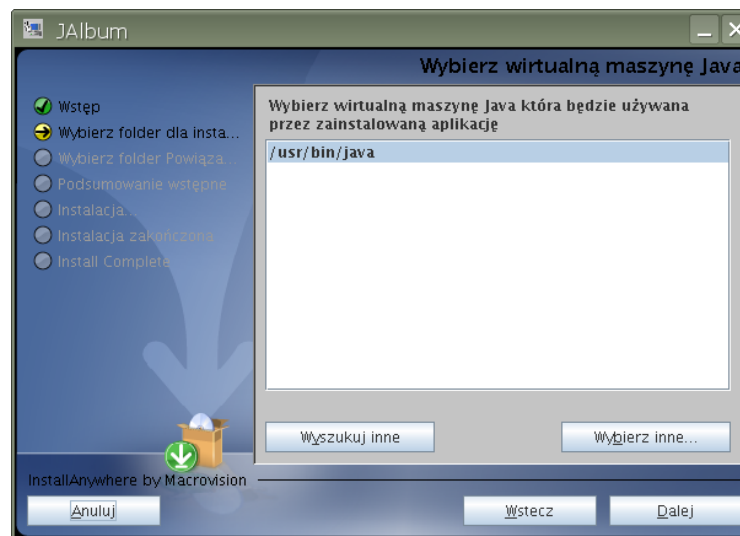 JAlbum
Wybierz wirtualną maszynę Java
Wstęp
Wybierz folder dla insta...
Wybierz folder Powiąza...
Podsumowanie wstępne
Instalacja...
Instalacja zakończona
Install Complete
Wybierz wirtualną maszynę Java która będzie używana
przez zainstalowaną aplikację
/usr/bin/java
Wyszukuj inne
Wybierz inne...
InstallAnywhere by Macrovision
Anuluj
Wstecz
Dalej